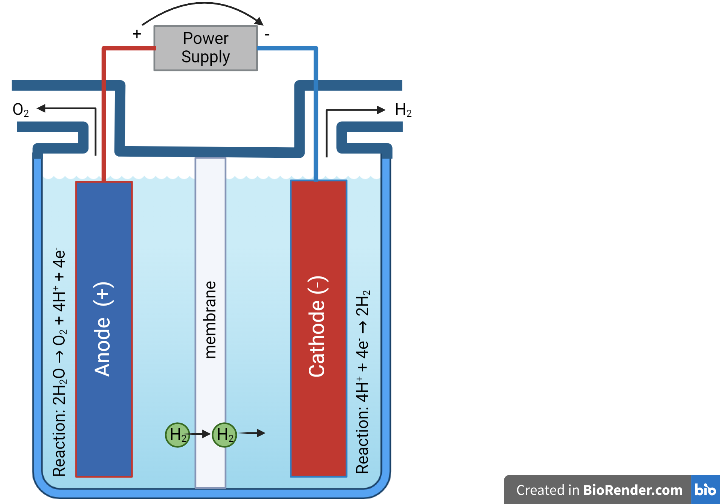 +
-
Power
Supply
O₂
H₂
Reaction: 2H₂O → O₂ + 4H⁺ + 4e⁻
Anode (+)
membrane
Cathode (-)
Reaction: 4H⁺ + 4e⁻ → 2H₂
H₂
H₂
Created in BioRender.com bio